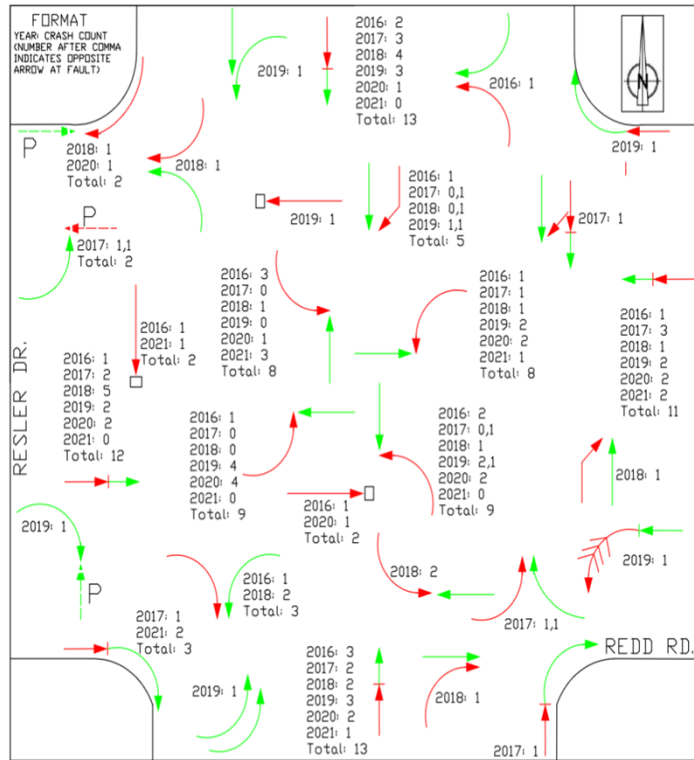 FORMAT
YEAR: CRASH COUNT
(NUMBER AFTER COMMA
INDICATES OPPOSITE
ARROW AT FAULT)
2019: 1
2016: 2
2017: 3
2018: 4
2019: 3
2020: 1
2021: 0
Total: 13
2016: 1
N
P
2018: 1
2020: 1
Total: 2
2018: 1
2019: 1
2019: 1
2016: 1
2017: 0,1
2018: 0,1
2019: 1,1
Total: 5
2017: 1
P
2017: 1,1
Total: 2
2016: 3
2017: 0
2018: 1
2019: 0
2020: 1
2021: 3
Total: 8
2016: 1
2017: 1
2018: 1
2019: 2
2020: 2
2021: 1
Total: 8
2016: 1
2017: 3
2018: 1
2019: 2
2020: 2
2021: 2
Total: 11
2016: 1
2021: 1
Total: 2
RESLER DR.
2016: 1
2017: 2
2018: 5
2019: 2
2020: 2
2021: 0
Total: 12
2016: 1
2017: 0
2018: 0
2019: 4
2020: 4
2021: 0
Total: 9
2016: 2
2017: 0,1
2018: 1
2019: 2,1
2020: 2
2021: 0
Total: 9
2018: 1
2016: 1
2020: 1
Total: 2
2019: 1
2019: 1
P
2016: 1
2018: 2
Total: 3
2018: 2
2017: 1
2021: 2
Total: 3
2017: 1,1
REDD RD.
2016: 3
2017: 2
2018: 2
2019: 3
2020: 2
2021: 1
Total: 13
2019: 1
2018: 1
2017: 1